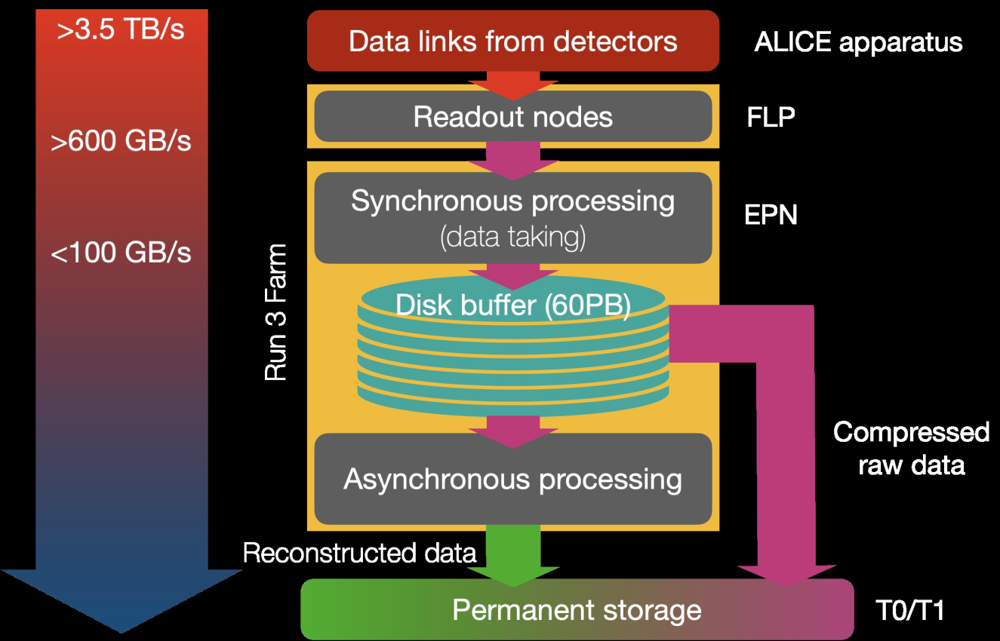 >3.5 TB/s
Data links from detectors
ALICE apparatus
Readout nodes
FLP
>600 GB/s
Synchronous processing
(data taking)
EPN
<100 GB/s
Run 3 Farm
Disk buffer (60PB)
Compressed
raw data
Asynchronous processing
Reconstructed data
Permanent storage
T0/T1